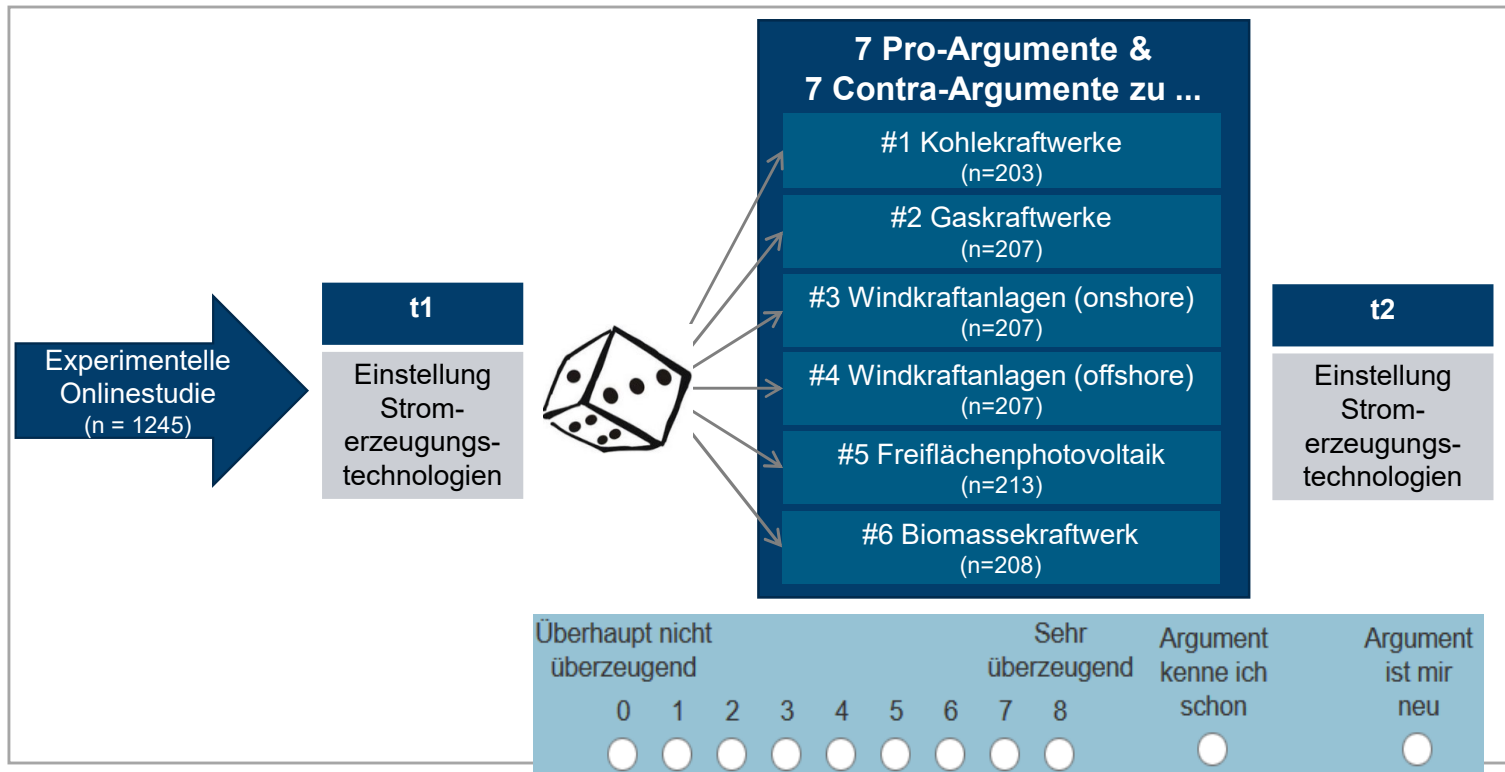 Experimentelle
Onlinestudie
(n = 1245)
t1
Einstellung
Strom-
erzeugungs-
technologien
7 Pro-Argumente &
7 Contra-Argumente zu ...
#1 Kohlekraftwerke
(n=203)
#2 Gaskraftwerke
(n=207)
#3 Windkraftanlagen (onshore)
(n=207)
#4 Windkraftanlagen (offshore)
(n=207)
#5 Freiflächenphotovoltaik
(n=213)
#6 Biomassekraftwerk
(n=208)
t2
Einstellung
Strom-
erzeugungs-
technologien
Überhaupt nicht
überzeugend
Sehr
überzeugend
Argument
kenne ich
schon
Argument
ist mir
neu
0 1 2 3 4 5 6 7 8